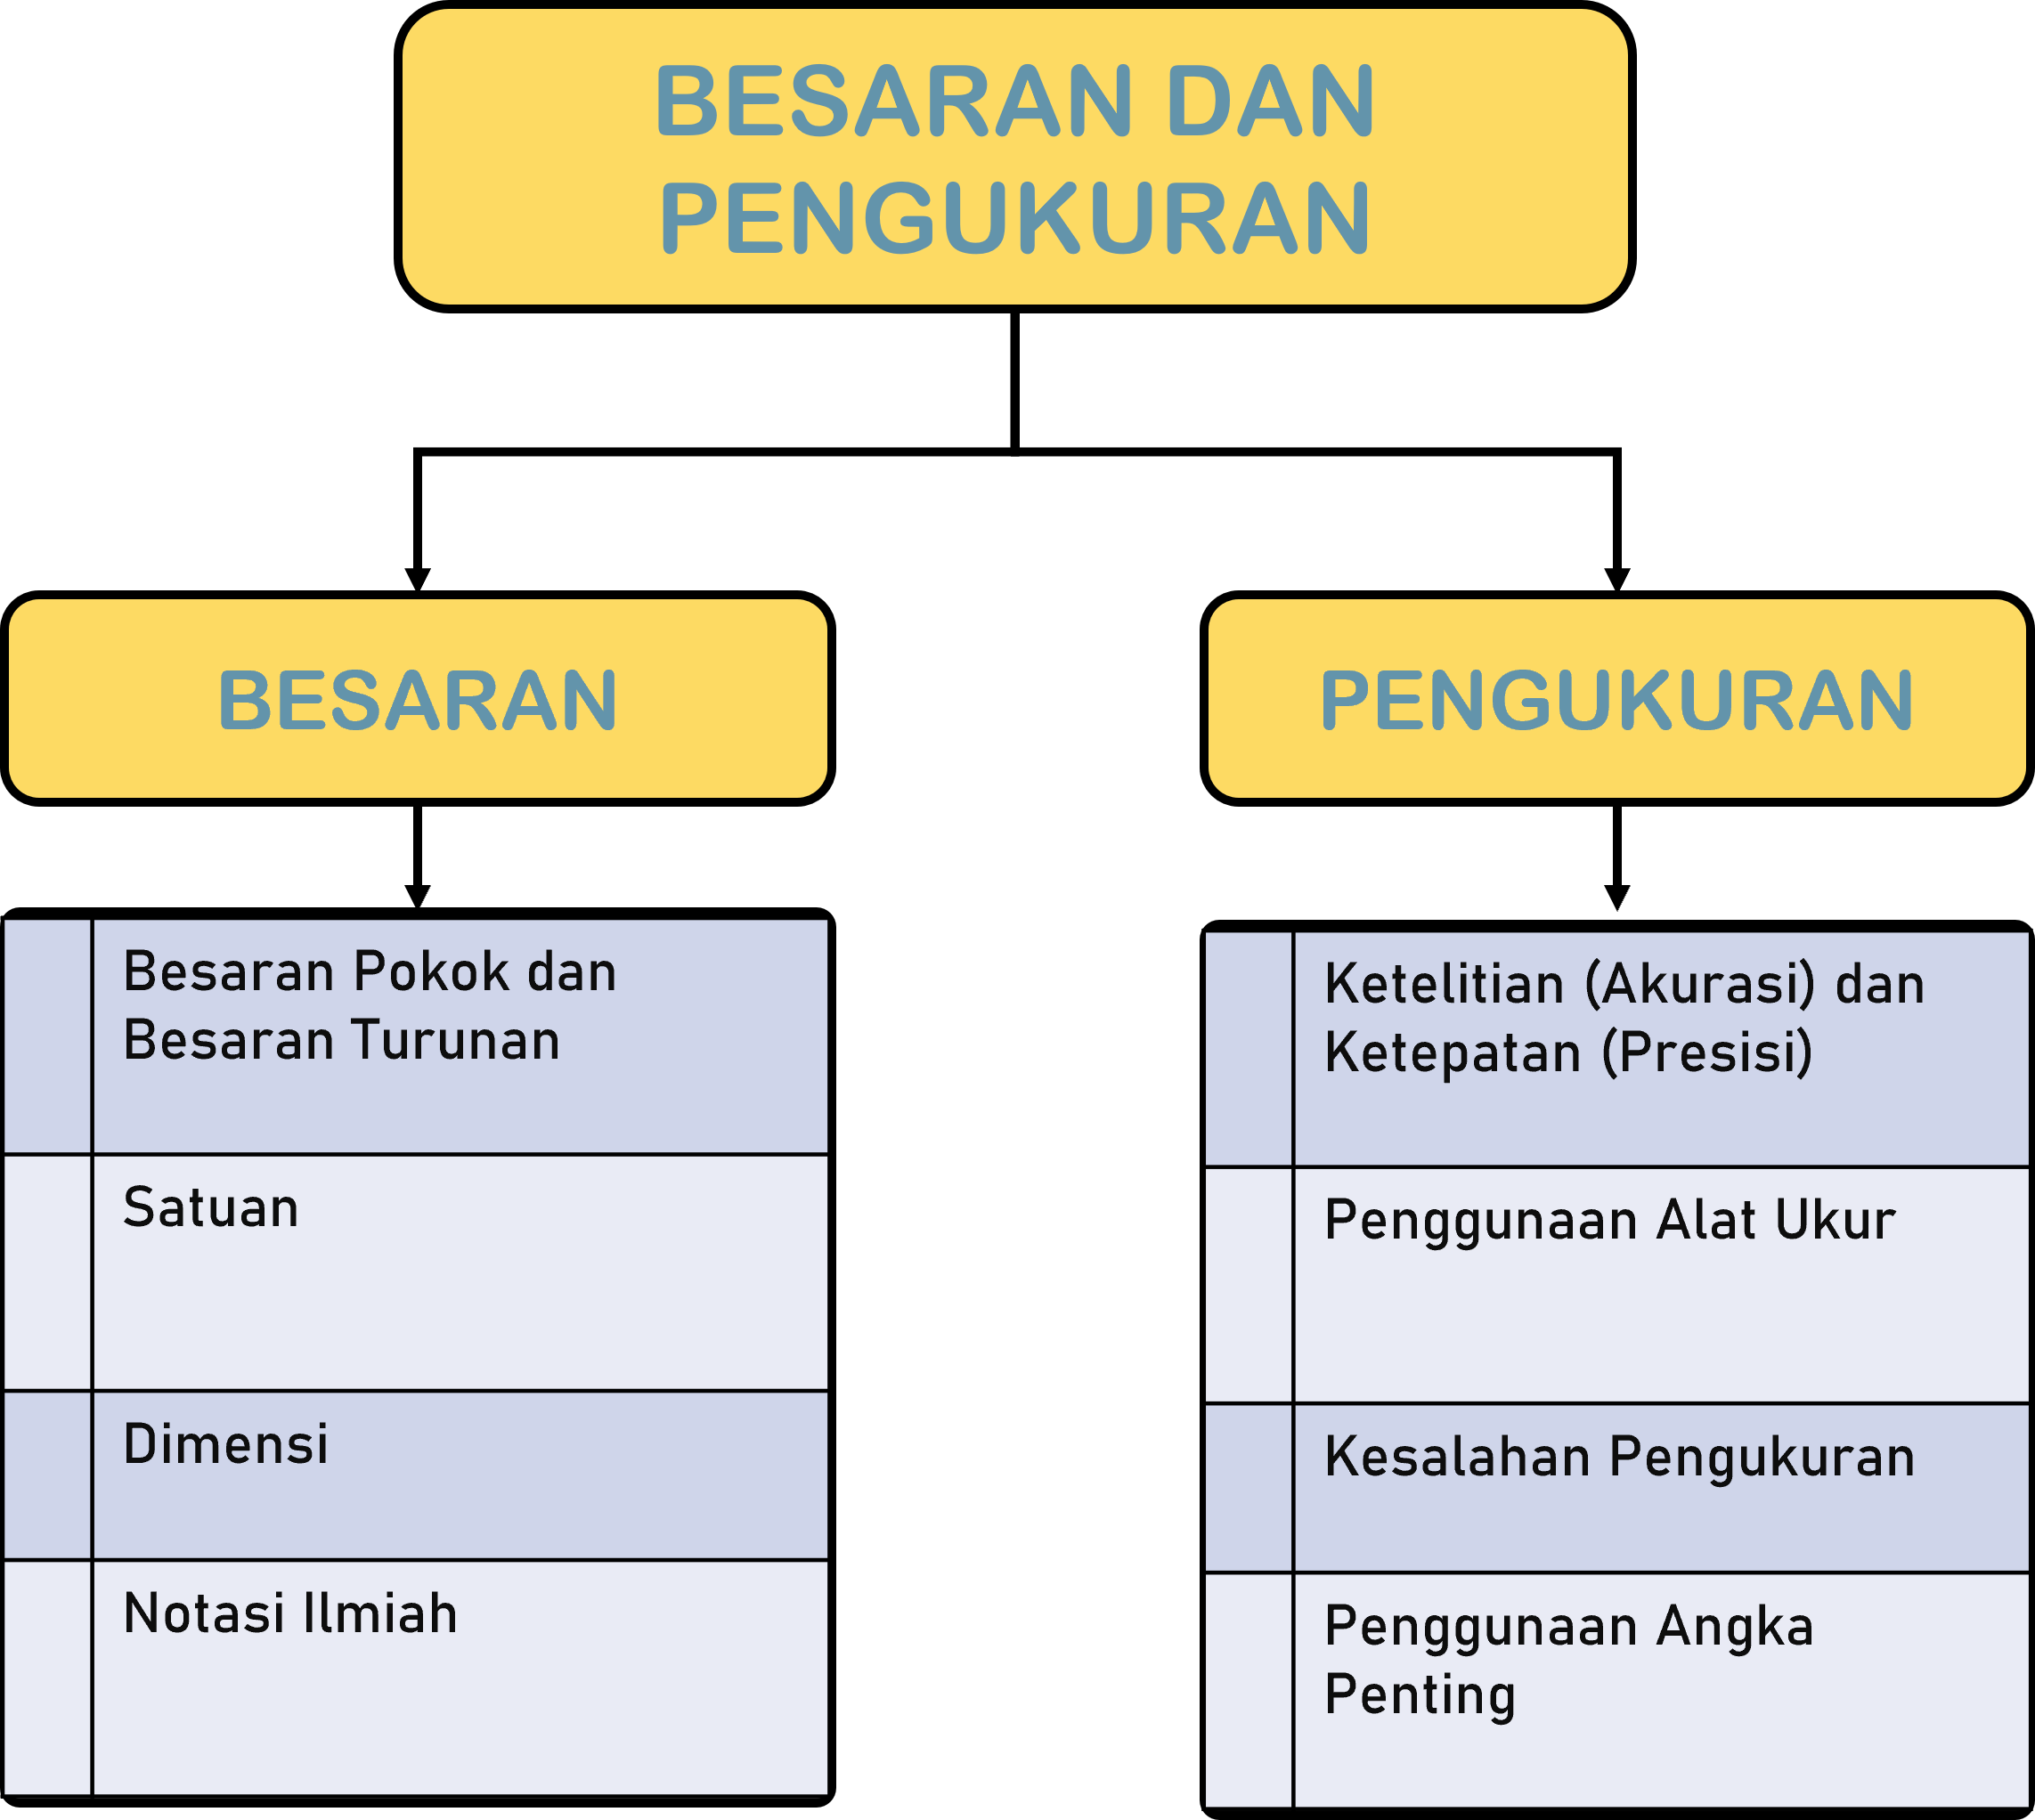 BESARAN DAN
PENGUKURAN
BESARAN
PENGUKURAN
Besaran Pokok dan
Besaran Turunan
Satuan
Dimensi
Notasi Ilmiah
Ketelitian (Akurasi) dan
Ketepatan (Presisi)
Penggunaan Alat Ukur
Kesalahan Pengukuran
Penggunaan Angka
Penting